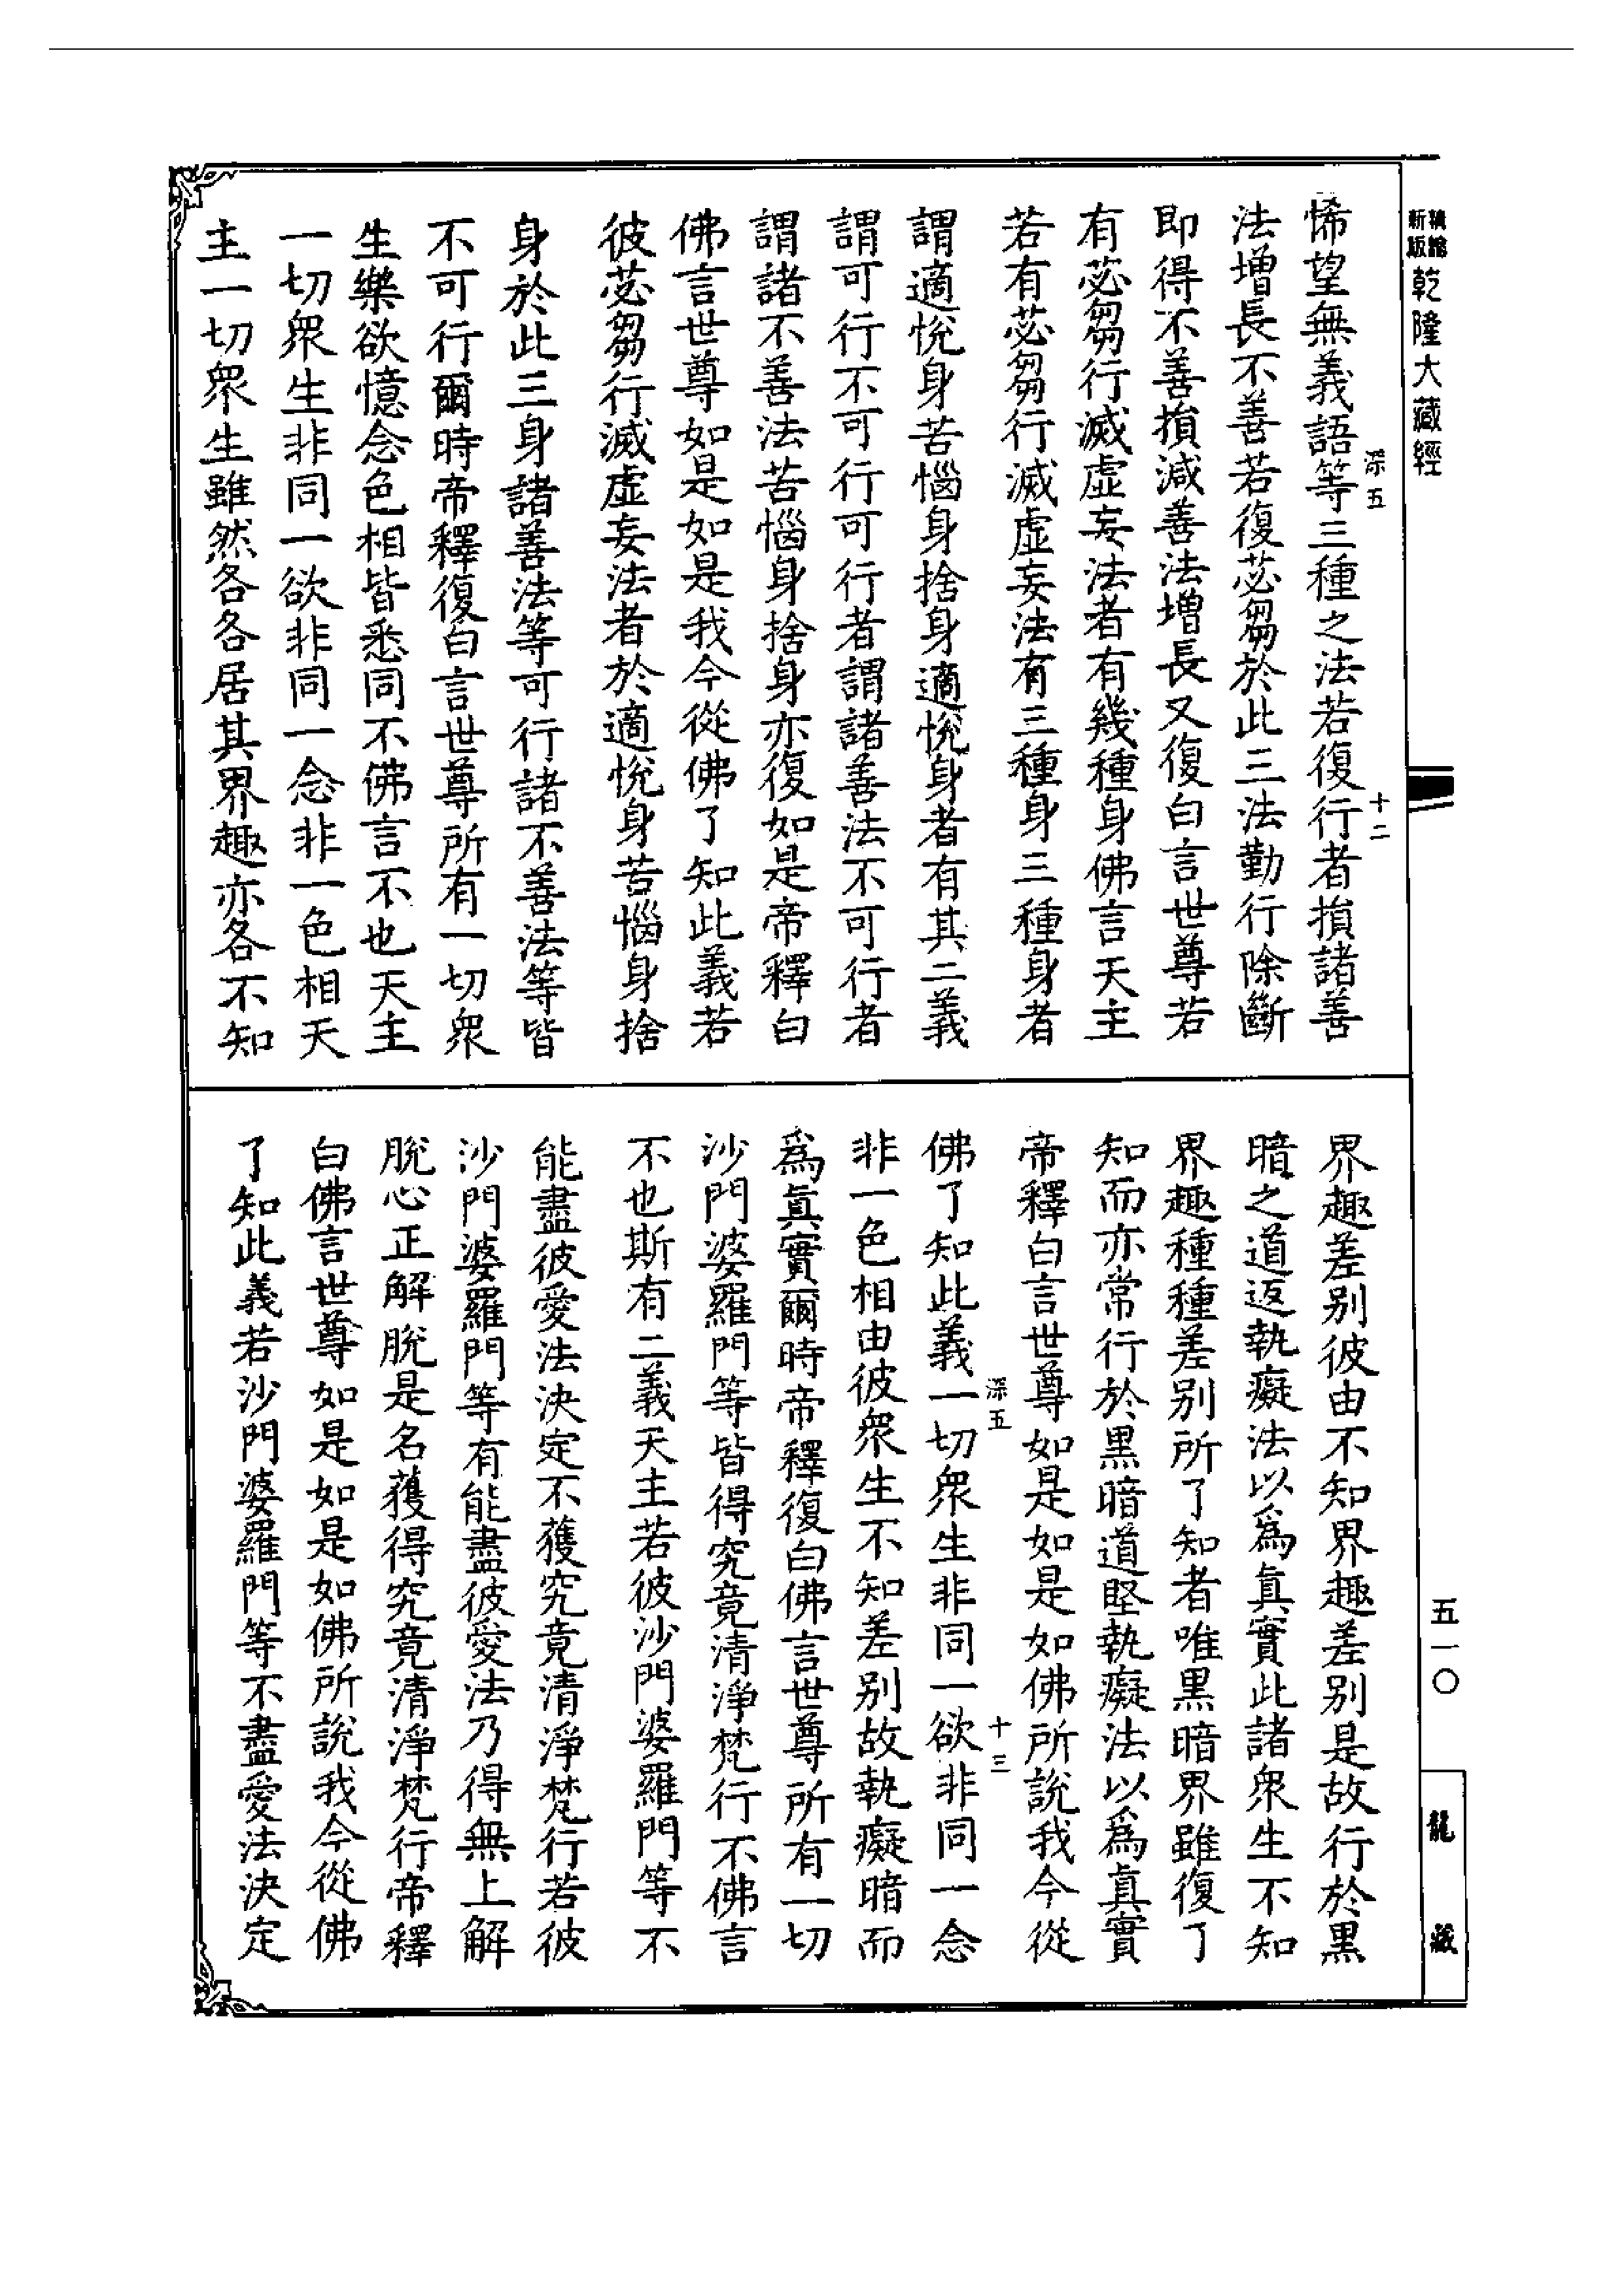 精繕
新版
乾隆大藏經
深五
十二
悕望無義語等三種之法若復行者損諸善
法增長不善若復苾芻於此三法勤行除斷
即得不善損減善法增長又復白言世尊若
有苾芻行滅虛妄法者有幾種身佛言天主
若有苾芻行滅虛妄法有三種身三種身者
謂適悅身苦惱身捨身適悅身者有其二義
謂可行不可行可行者謂諸善法不可行者
謂諸不善法苦惱身捨身亦復如是帝釋白
佛言世尊如是如是我今從佛了知此義若
彼苾芻行滅虛妄法者於適悅身苦惱身捨
身於此三身諸善法等可行諸不善法等皆
不可行爾時帝釋復白言世尊所有一切衆
生樂欲憶念色相皆悉同不佛言不也天主
一切衆生非同一欲非同一念非一色相天
主一切衆生雖然各各居其界趣亦各不知
界趣差别彼由不知界趣差别是故行於黑
暗之道返執癡法以爲眞實此諸衆生不知
界趣種種差别所了知者唯黑暗界雖復了
知而亦常行於黑暗道堅執癡法以爲眞實
帝釋白言世尊如是如是如佛所說我今從
深五
十三
佛了知此義一切衆生非同一欲非同一念
非一色相由彼衆生不知差别故執癡暗而
爲眞實爾時帝釋復白佛言世尊所有一切
沙門婆羅門等皆得究竟清淨梵行不佛言
不也斯有二義天主若彼沙門婆羅門等不
能盡彼愛法決定不獲究竟清淨梵行若彼
沙門婆羅門等有能盡彼愛法乃得無上解
脫心正解脫是名獲得究竟清淨梵行帝釋
白佛言世尊如是如是如佛所說我今從佛
了知此義若沙門婆羅門等不盡愛法決定
五一〇
龍藏